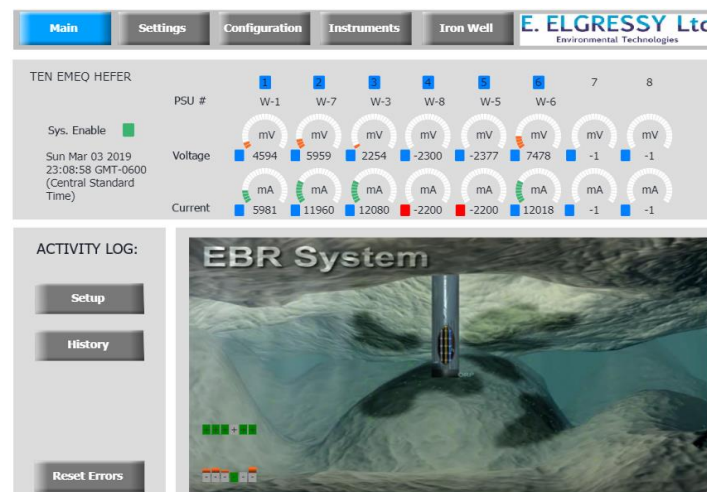 Main Settings Configuration Instruments Iron Well E. ELGRESSY Ltd
Environmental Technologies
TEN EMEQ HEFER
1 2 3 4 5 6 7 8
PSU # W-1 W-7 W-3 W-8 W-5 W-6
Sys. Enable
mV mV mV mV mV mV mV mV
Sun Mar 03 2019
23:08:58 GMT-0600
(Central Standard
Time)
Voltage 4594 5959 2254 -2300 -2377 7478 -1 -1
mA mA mA mA mA mA mA mA
Current 5981 11960 12080 -2200 -2200 12018 -1 -1
ACTIVITY LOG:
EBR System
Setup
History
Reset Errors